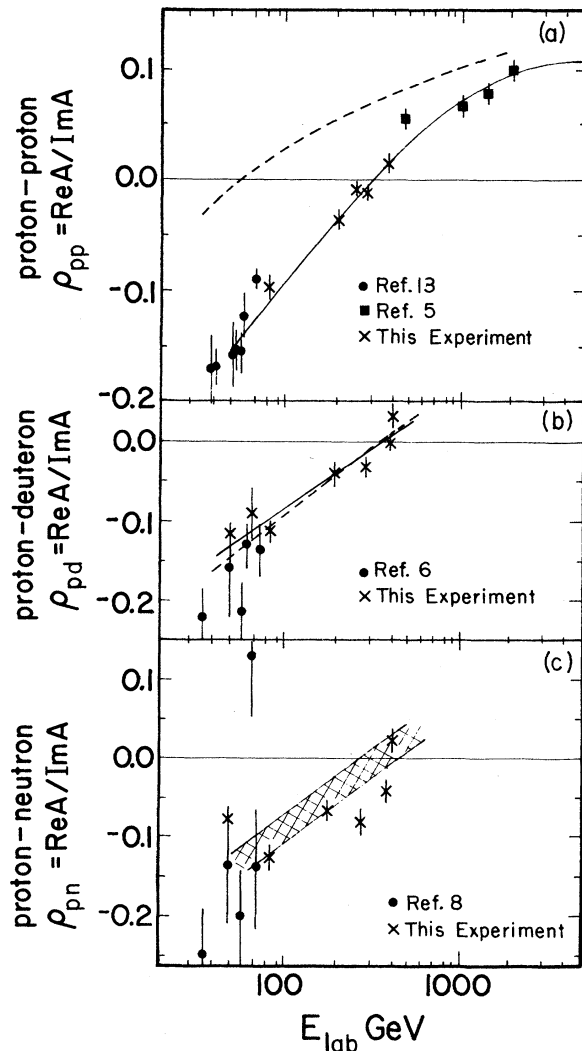 (a)
0.1
0.0
-0.1
-0.2
proton-proton
ρpp = ReA/ImA
● Ref. 13
■ Ref. 5
× This Experiment
(b)
0.0
-0.1
-0.2
proton-deuteron
ρpd = ReA/ImA
● Ref. 6
× This Experiment
(c)
0.1
0.0
-0.1
-0.2
proton-neutron
ρpn = ReA/ImA
● Ref. 8
× This Experiment
100
1000
Elab GeV